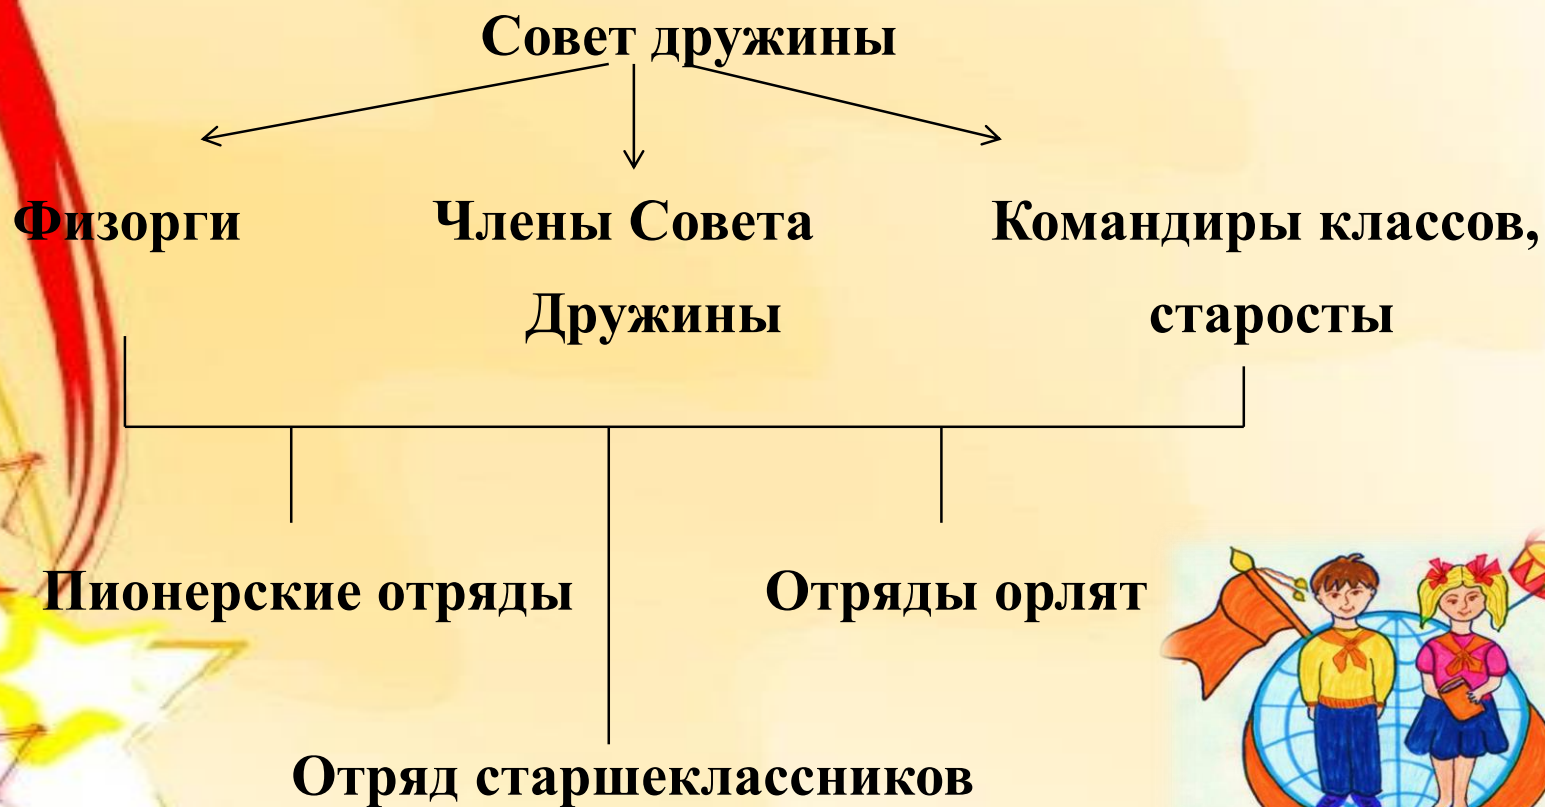 Совет дружины
Физорги
Члены Совета
Дружины
Командиры классов,
старосты
Пионерские отряды
Отряды орлят
Отряд старшеклассников